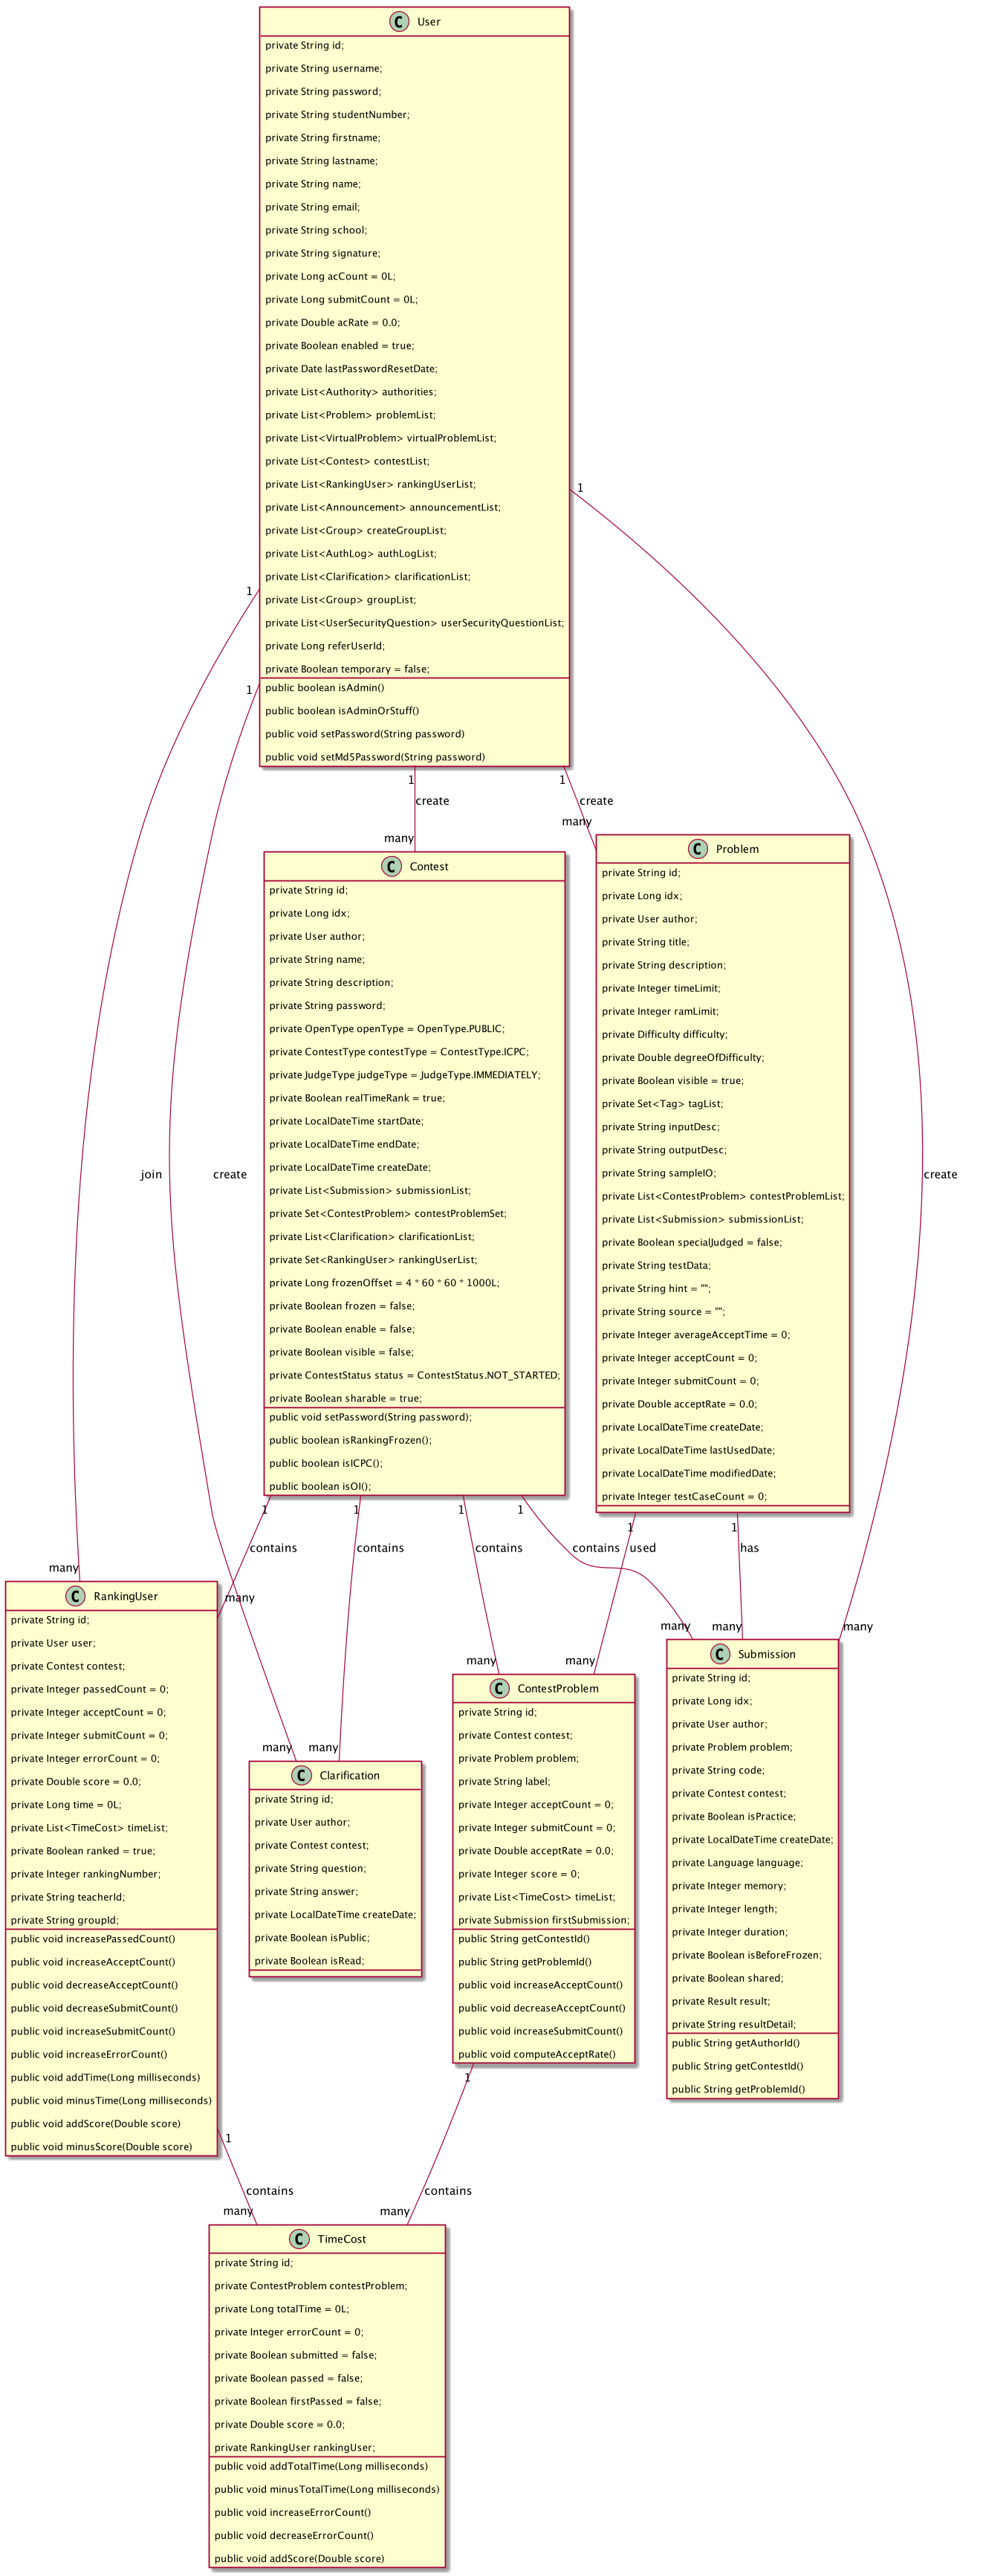 C User
private String id;
private String username;
private String password;
private String studentNumber;
private String firstname;
private String lastname;
private String name;
private String email;
private String school;
private String signature;
private Long acCount = 0L;
private Long submitCount = 0L;
private Double acRate = 0.0;
private Boolean enabled = true;
private Date lastPasswordResetDate;
private List<Authority> authorities;
private List<Problem> problemList;
private List<VirtualProblem> virtualProblemList;
private List<Contest> contestList;
private List<RankingUser> rankingUserList;
private List<Announcement> announcementList;
private List<Group> createGroupList;
private List<AuthLog> authLogList;
private List<Clarification> clarificationList;
private List<Group> groupList;
private List<UserSecurityQuestion> userSecurityQuestionList;
private Long referUserId;
private Boolean temporary = false;
public boolean isAdmin()
public boolean isAdminOrStuff()
public void setPassword(String password)
public void setMd5Password(String password)
1
1
1
1
create
many
1
create
many
C Contest
private String id;
private Long idx;
private User author;
private String name;
private String description;
private String password;
private OpenType openType = OpenType.PUBLIC;
private ContestType contestType = ContestType.ICPC;
private JudgeType judgeType = JudgeType.IMMEDIATELY;
private Boolean realTimeRank = true;
private LocalDateTime startDate;
private LocalDateTime endDate;
private LocalDateTime createDate;
private List<Submission> submissionList;
private Set<ContestProblem> contestProblemSet;
private List<Clarification> clarificationList;
private Set<RankingUser> rankingUserList;
private Long frozenOffset = 4 * 60 * 60 * 1000L;
private Boolean frozen = false;
private Boolean enable = false;
private Boolean visible = false;
private ContestStatus status = ContestStatus.NOT_STARTED;
private Boolean sharable = true;
public void setPassword(String password);
public boolean isRankingFrozen();
public boolean isICPC();
public boolean isOI();
C Problem
private String id;
private Long idx;
private User author;
private String title;
private String description;
private Integer timeLimit;
private Integer ramLimit;
private Difficulty difficulty;
private Double degreeOfDifficulty;
private Boolean visible = true;
private Set<Tag> tagList;
private String inputDesc;
private String outputDesc;
private String sampleIO;
private List<ContestProblem> contestProblemList;
private List<Submission> submissionList;
private Boolean specialJudged = false;
private String testData;
private String hint = "";
private String source = "";
private Integer averageAcceptTime = 0;
private Integer acceptCount = 0;
private Integer submitCount = 0;
private Double acceptRate = 0.0;
private LocalDateTime createDate;
private LocalDateTime lastUsedDate;
private LocalDateTime modifiedDate;
private Integer testCaseCount = 0;
join
create
create
1
contains
many
1
contains
many
1
contains
many
1
contains
many
1
used
many
1
has
many
many
many
many
C RankingUser
private String id;
private User user;
private Contest contest;
private Integer passedCount = 0;
private Integer acceptCount = 0;
private Integer submitCount = 0;
private Integer errorCount = 0;
private Double score = 0.0;
private Long time = 0L;
private List<TimeCost> timeList;
private Boolean ranked = true;
private Integer rankingNumber;
private String teacherId;
private String groupId;
public void increasePassedCount()
public void increaseAcceptCount()
public void decreaseAcceptCount()
public void decreaseSubmitCount()
public void increaseSubmitCount()
public void increaseErrorCount()
public void addTime(Long milliseconds)
public void minusTime(Long milliseconds)
public void addScore(Double score)
public void minusScore(Double score)
C Clarification
private String id;
private User author;
private Contest contest;
private String question;
private String answer;
private LocalDateTime createDate;
private Boolean isPublic;
private Boolean isRead;
C ContestProblem
private String id;
private Contest contest;
private Problem problem;
private String label;
private Integer acceptCount = 0;
private Integer submitCount = 0;
private Double acceptRate = 0.0;
private Integer score = 0;
private List<TimeCost> timeList;
private Submission firstSubmission;
public String getContestId()
public String getProblemId()
public void increaseAcceptCount()
public void decreaseAcceptCount()
public void increaseSubmitCount()
public void computeAcceptRate()
C Submission
private String id;
private Long idx;
private User author;
private Problem problem;
private String code;
private Contest contest;
private Boolean isPractice;
private LocalDateTime createDate;
private Language language;
private Integer memory;
private Integer length;
private Integer duration;
private Boolean isBeforeFrozen;
private Boolean shared;
private Result result;
private String resultDetail;
public String getAuthorId()
public String getContestId()
public String getProblemId()
1
contains
many
1
contains
many
C TimeCost
private String id;
private ContestProblem contestProblem;
private Long totalTime = 0L;
private Integer errorCount = 0;
private Boolean submitted = false;
private Boolean passed = false;
private Boolean firstPassed = false;
private Double score = 0.0;
private RankingUser rankingUser;
public void addTotalTime(Long milliseconds)
public void minusTotalTime(Long milliseconds)
public void increaseErrorCount()
public void decreaseErrorCount()
public void addScore(Double score)